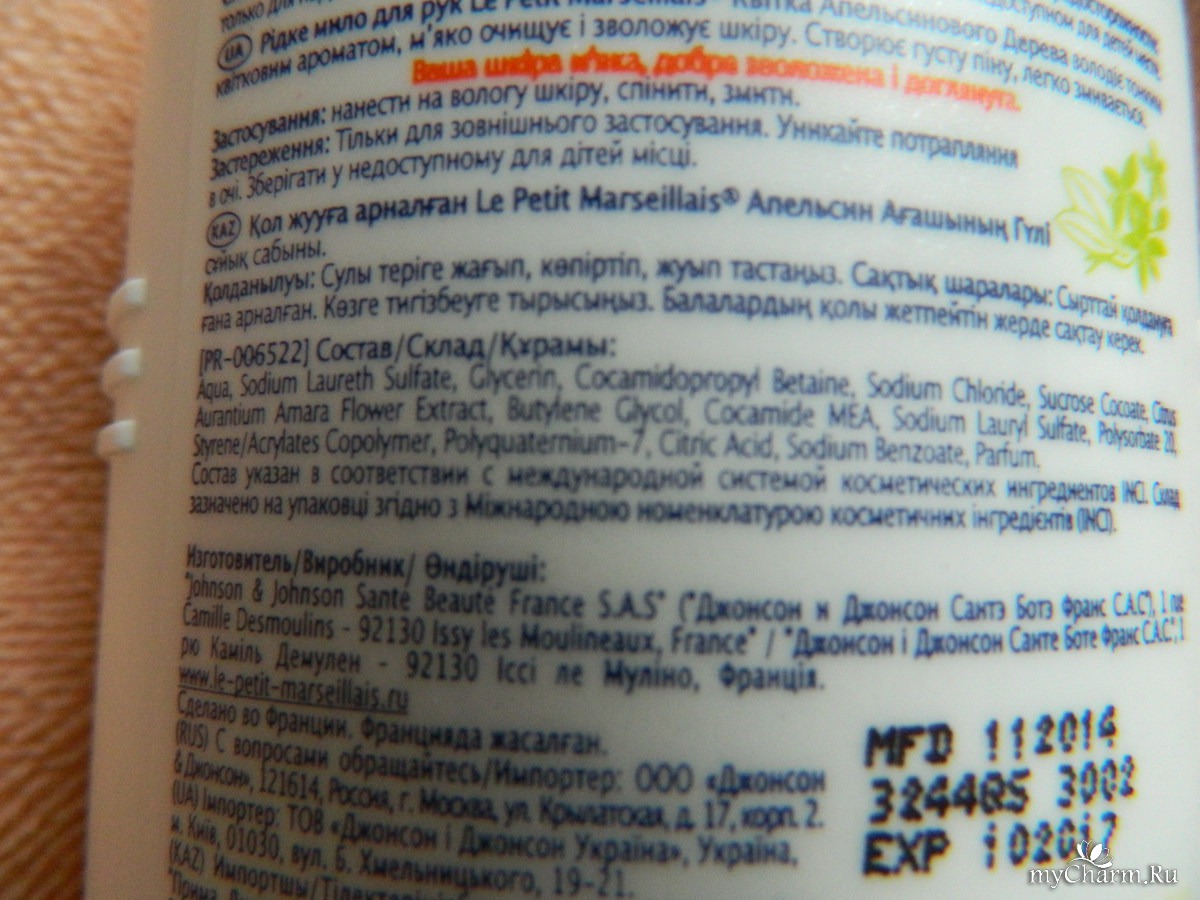 только для
(UA) Рідке мило для рук Le Petit Marseillais® Квітка Апельсинового Дерева володіє тонким
квітковим ароматом, м'яко очищує і зволожує шкіру. Створює густу піну, легко змивається.
Ваша шкіра м'яка, добре зволожена і доглянута.
Застосування: нанести на вологу шкіру, спінити, змити.
Застереження: Тільки для зовнішнього застосування. Уникайте потрапляння
в очі. Зберігати у недоступному для дітей місці.
(KAZ) Қол жууға арналған Le Petit Marseillais® Апельсин Ағашының Гүлі
сұйық сабыны.
Қолданылуы: Сулы теріге жағып, көпіртіп, жуып тастаңыз. Сақтық шаралары: Сырттай қолдануға
ғана арналған. Көзге тигізбеуге тырысыңыз. Балалардың қолы жетпейтін жерде сақтау керек.
[PR-006522] Состав/Склад/Құрамы:
Aqua, Sodium Laureth Sulfate, Glycerin, Cocamidopropyl Betaine, Sodium Chloride, Sucrose Cocoate, Citrus
Aurantium Amara Flower Extract, Butylene Glycol, Cocamide MEA, Sodium Lauryl Sulfate, Polysorbate 20,
Styrene/Acrylates Copolymer, Polyquaternium-7, Citric Acid, Sodium Benzoate, Parfum.
Состав указан в соответствии с международной системой косметических ингредиентов INCI. Склад
зазначено на упаковці згідно з Міжнародною номенклатурою косметичних інгредієнтів (INCI).
Изготовитель/Виробник/ Өндіруші:
"Johnson & Johnson Santé Beauté France S.A.S" ("Джонсон и Джонсон Сантэ Ботэ Франс С.А.С"), 1 rue
Camille Desmoulins - 92130 Issy les Moulineaux, France" / "Джонсон і Джонсон Санте Боте Франс С.А.С", 1
рю Каміль Демулен - 92130 Іссі ле Муліно, Франція.
www.le-petit-marseillais.ru
Сделано во Франции. Францияда жасалған.
(RUS) С вопросами обращайтесь/Импортер: ООО «Джонсон
& Джонсон», 121614, Россия, г. Москва, ул. Крылатская, д. 17, корп. 2.
(UA) Імпортер: ТОВ «Джонсон і Джонсон Україна», Україна,
м. Київ, 01030, вул. Б. Хмельницького, 19-21.
(KAZ) Импортшы/
MFD 112014
3244RS 3002
EXP 102017
myCharm.Ru